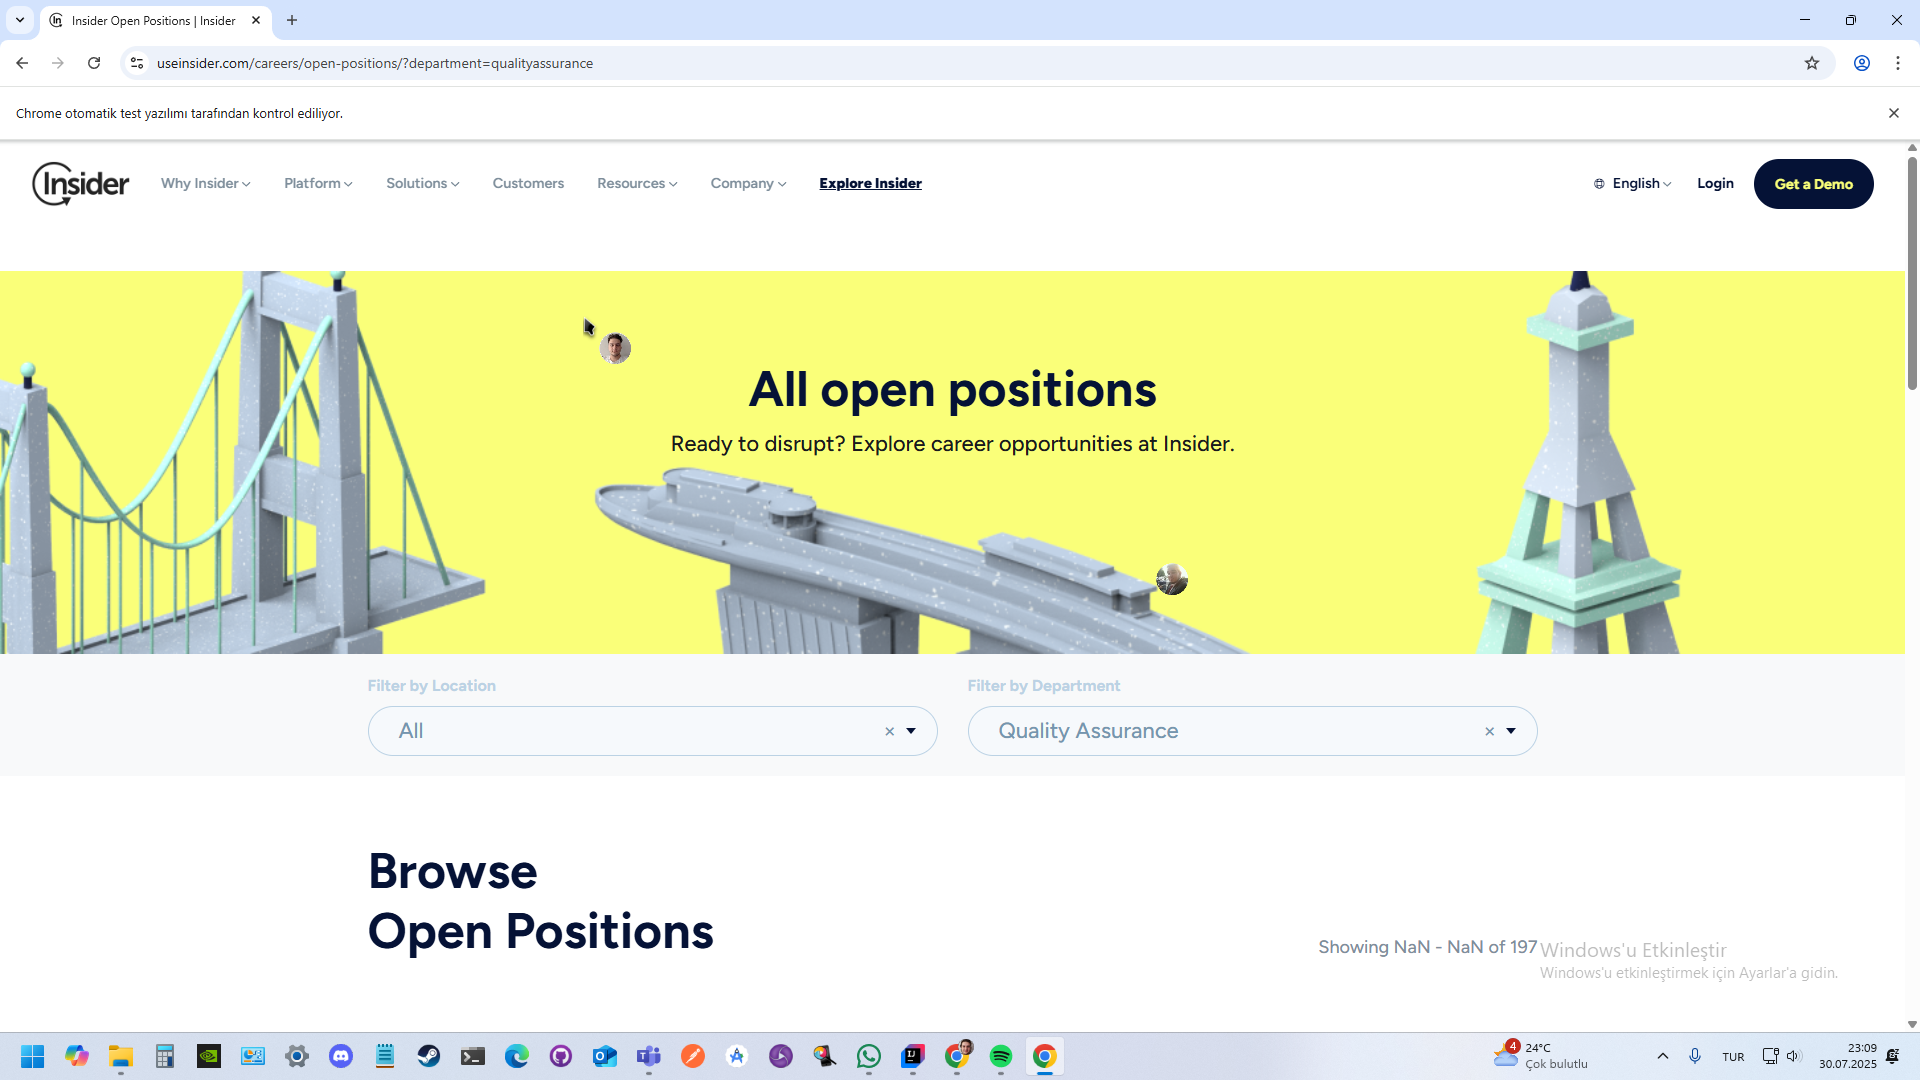 Insider Open Positions | Insider
useinsider.com/careers/open-positions/?department=qualityassurance
Chrome otomatik test yazılımı tarafından kontrol ediliyor.
Insider
Why Insider
Platform
Solutions
Customers
Resources
Company
Explore Insider
English
Login
Get a Demo
All open positions
Ready to disrupt? Explore career opportunities at Insider.
Filter by Location
Filter by Department
All
×
Quality Assurance
×
Browse
Open Positions
Showing NaN - NaN of 197
Windows'u Etkinleştir
Windows'u etkinleştirmek için Ayarlar'a gidin.
4
24°C
Çok bulutlu
TUR
23:09
30.07.2025